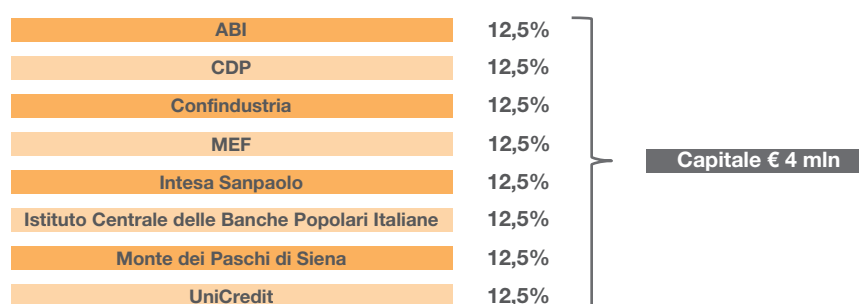 ABI 12,5%
CDP 12,5%
Confindustria 12,5%
MEF 12,5%
Capitale € 4 mln
Intesa Sanpaolo 12,5%
Istituto Centrale delle Banche Popolari Italiane 12,5%
Monte dei Paschi di Siena 12,5%
UniCredit 12,5%